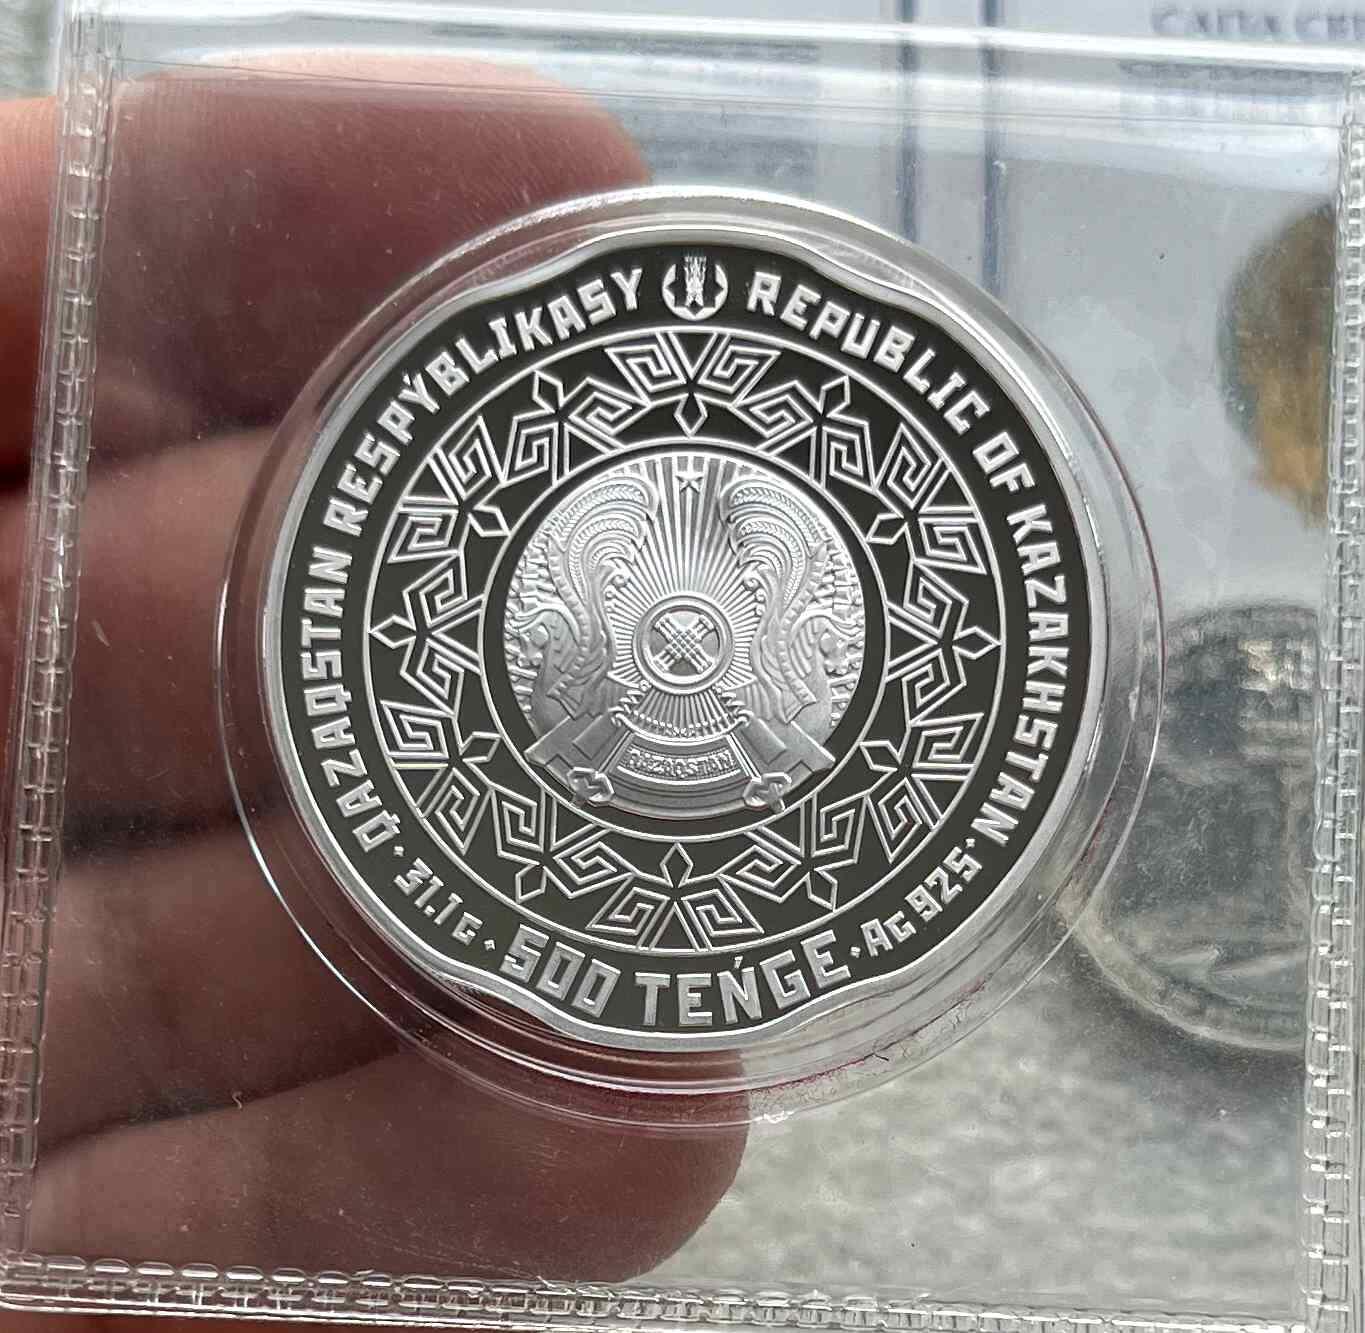 QAZAQSTAN RESPÝBLIKASY
REPUBLIC OF KAZAKHSTAN
QAZAQSTAN
31.1 G
500 TEŃGE
AG 925